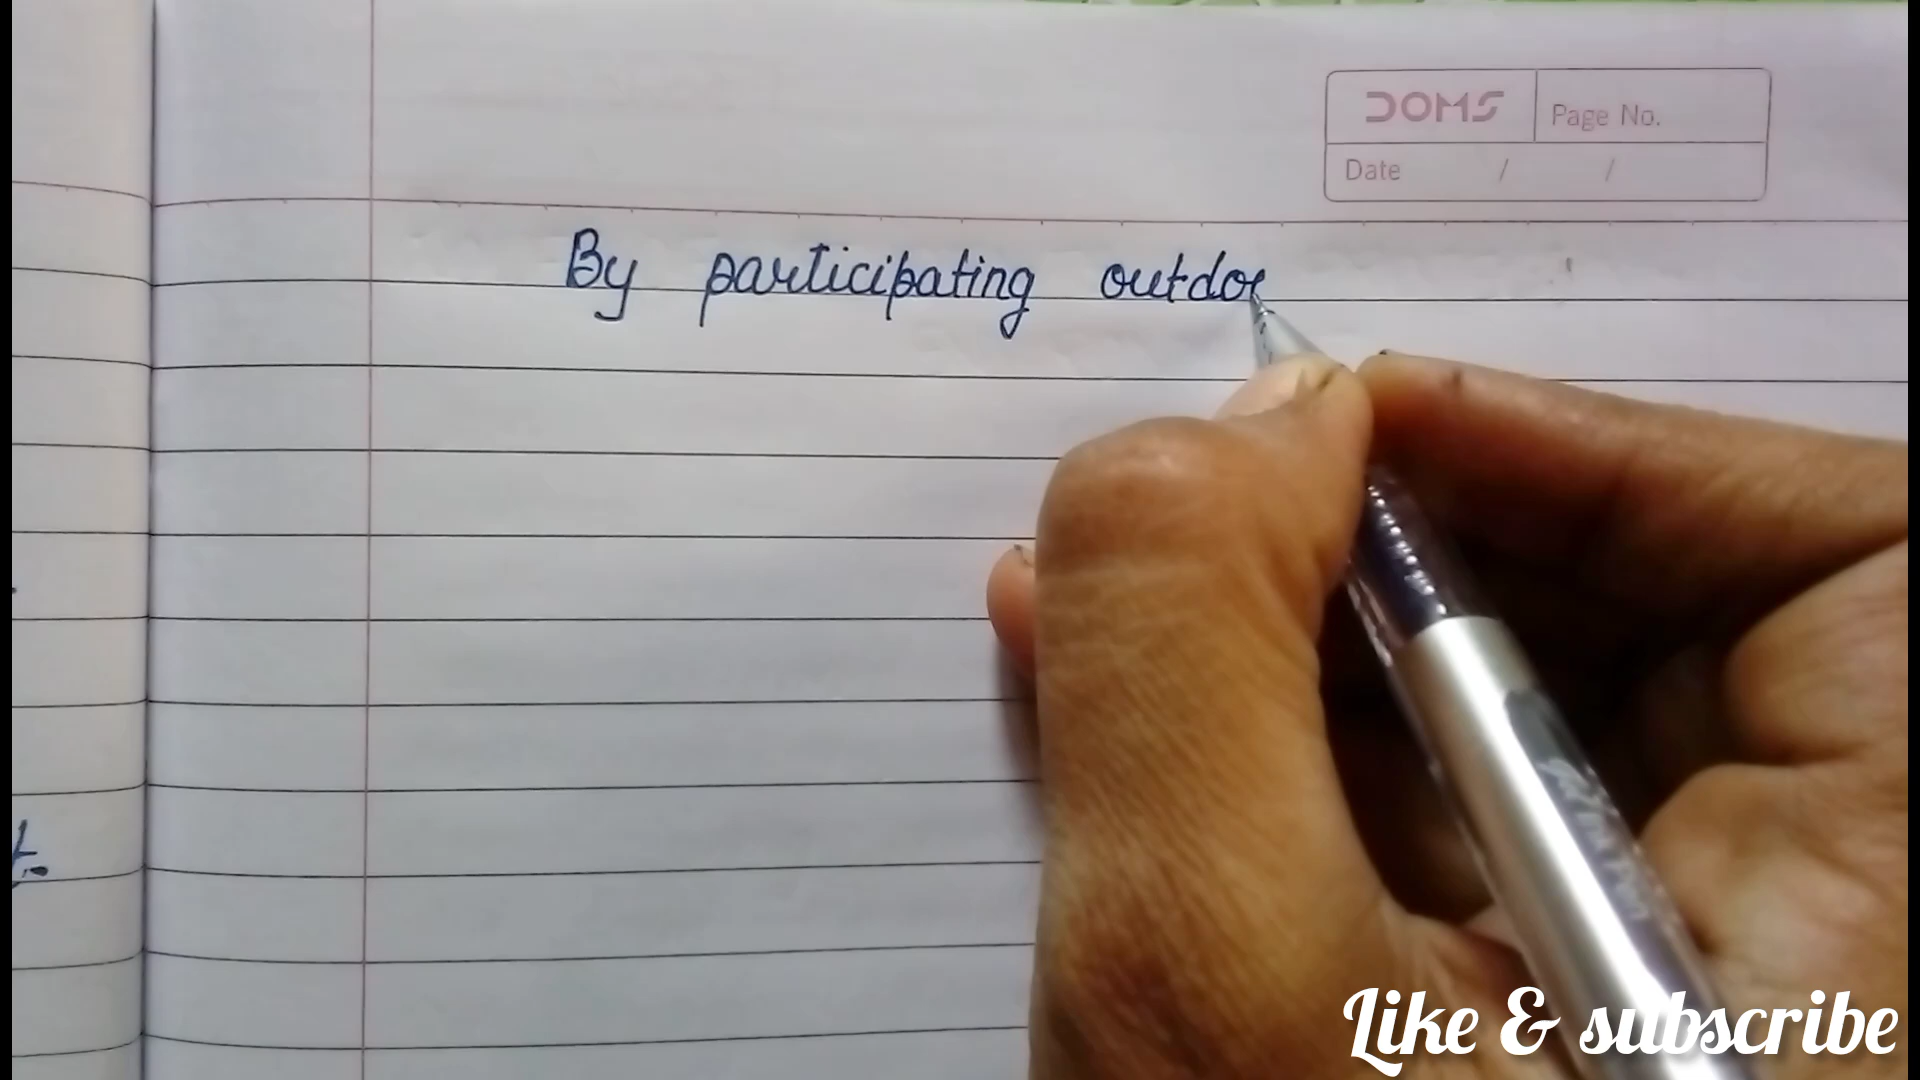 DOMS
Page No.
Date / /
By participating outdo
Like & subscribe